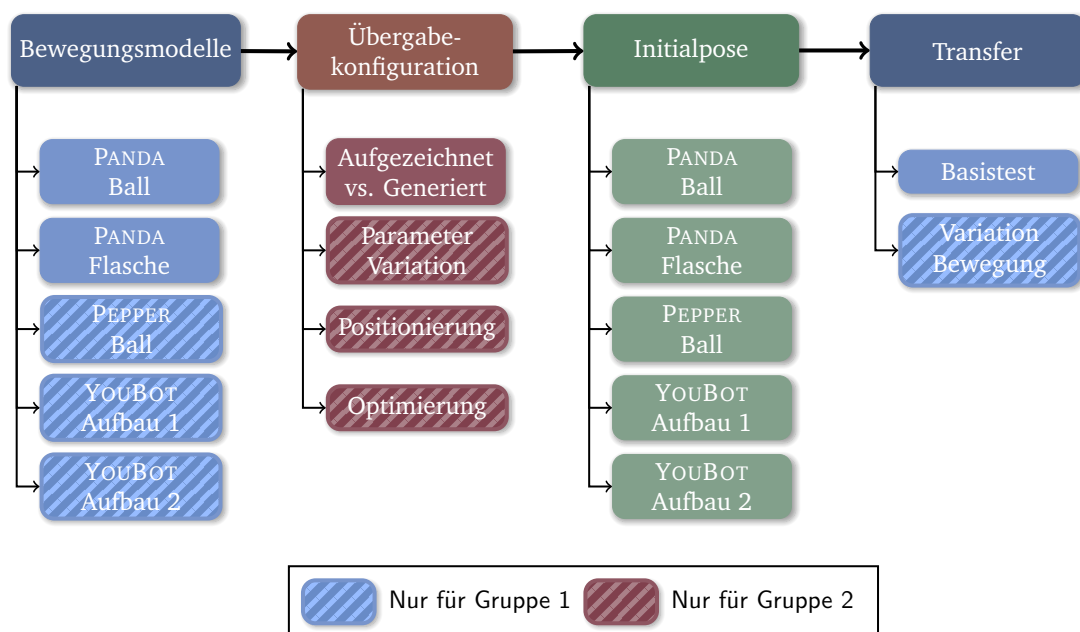 Bewegungsmodelle
Übergabe-
konfiguration
Initialpose
Transfer
PANDA
Ball
PANDA
Flasche
PEPPER
Ball
YOUBOT
Aufbau 1
YOUBOT
Aufbau 2
Aufgezeichnet
vs. Generiert
Parameter
Variation
Positionierung
Optimierung
PANDA
Ball
PANDA
Flasche
PEPPER
Ball
YOUBOT
Aufbau 1
YOUBOT
Aufbau 2
Basistest
Variation
Bewegung
Nur für Gruppe 1
Nur für Gruppe 2